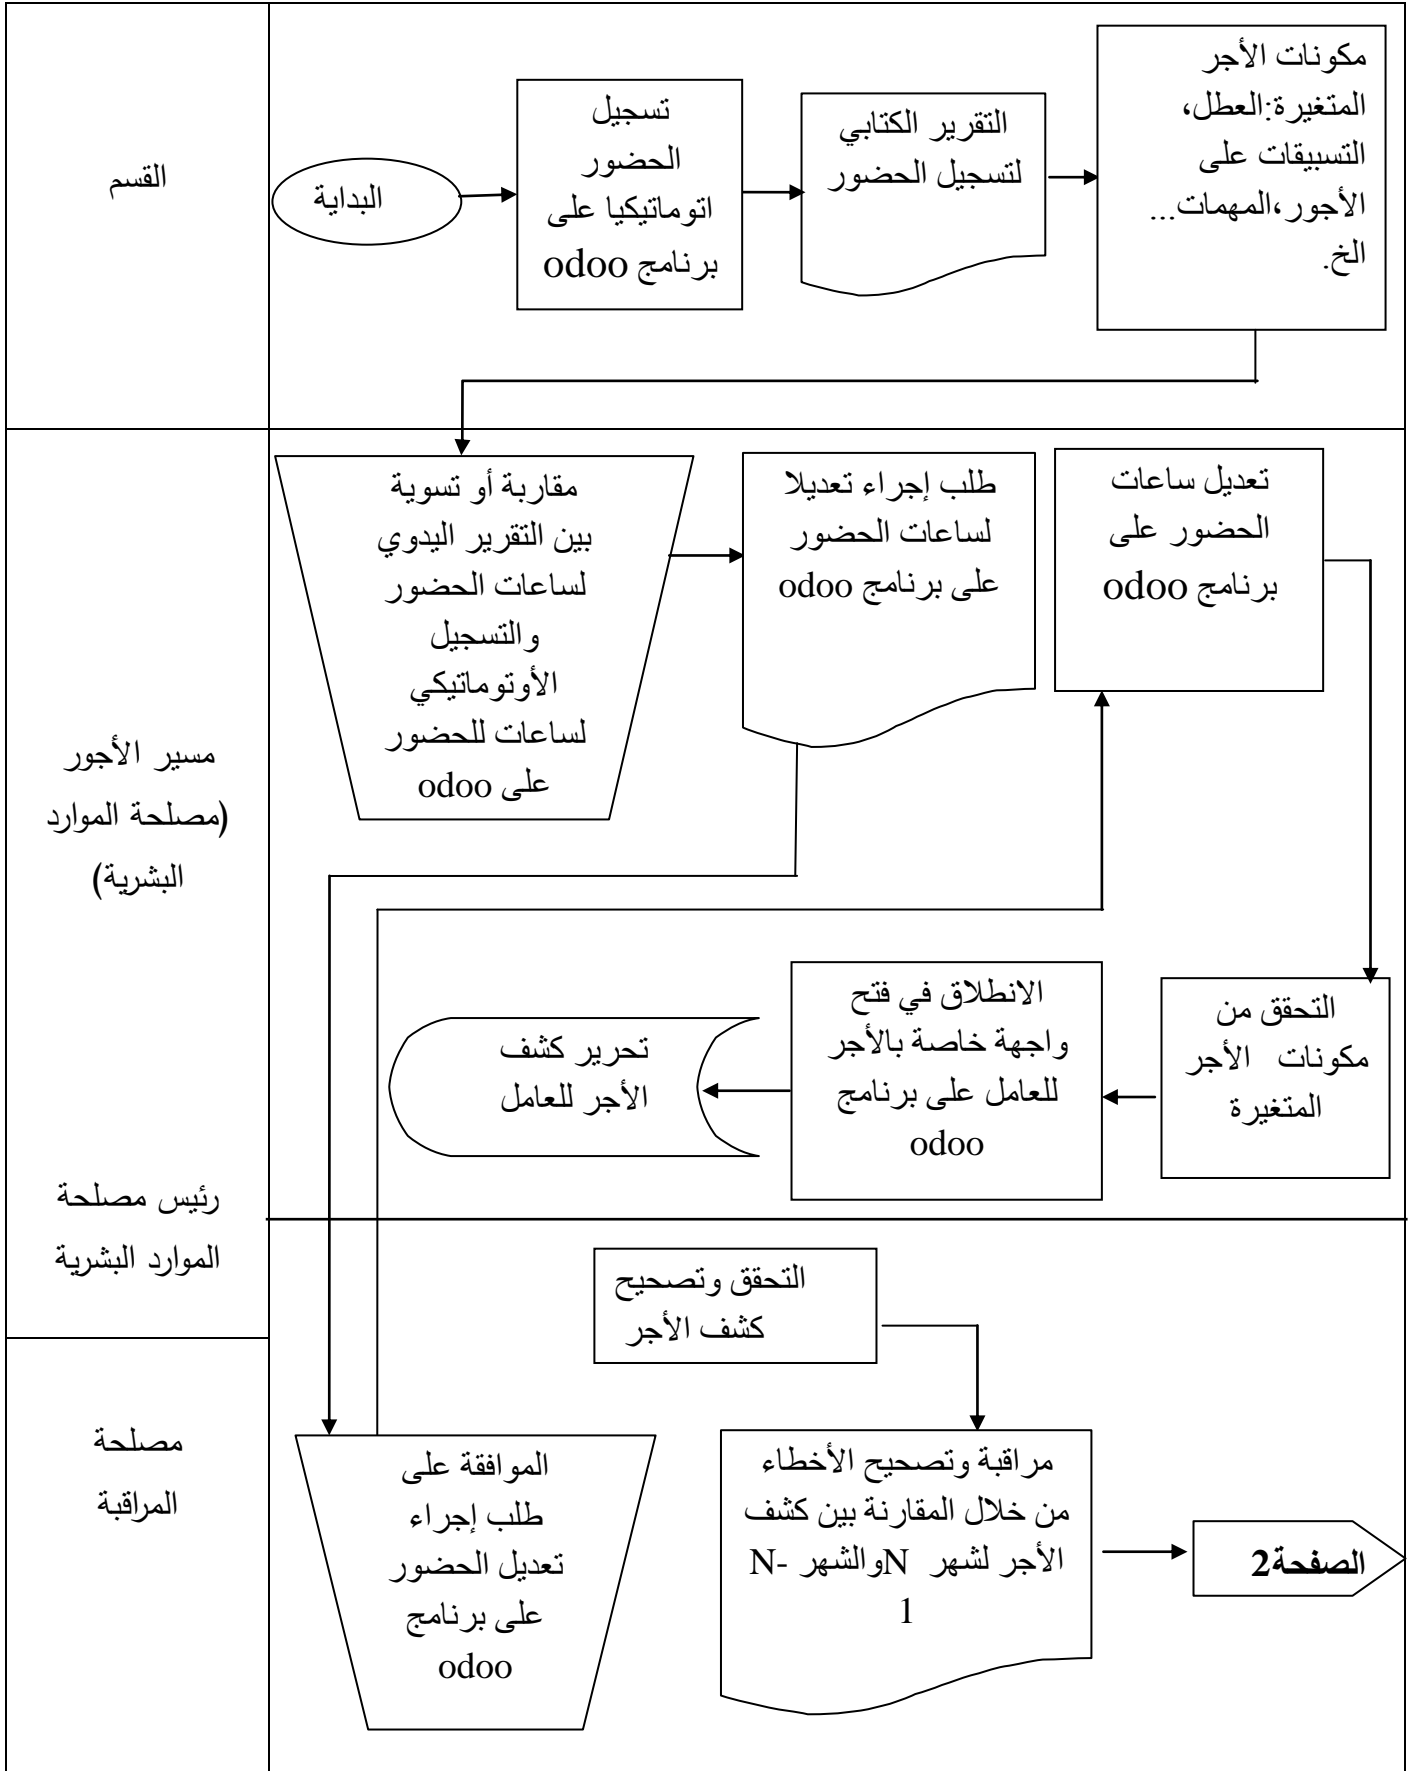 القسم
البداية
تسجيل
الحضور
اتوماتيكيا على
برنامج odoo
التقرير الكتابي
لتسجيل الحضور
مكونات الأجر
المتغيرة:العطل،
التسبيقات على
الأجور،المهمات...
الخ.
مسير الأجور
(مصلحة الموارد
البشرية)
مقاربة أو تسوية
بين التقرير اليدوي
لساعات الحضور
والتسجيل
الأوتوماتيكي
لساعات للحضور
على odoo
طلب إجراء تعديلا
لساعات الحضور
على برنامج odoo
تعديل ساعات
الحضور على
برنامج odoo
التحقق من
مكونات الأجر
المتغيرة
الانطلاق في فتح
واجهة خاصة بالأجر
للعامل على برنامج
odoo
تحرير كشف
الأجر للعامل
رئيس مصلحة
الموارد البشرية
التحقق وتصحيح
كشف الأجر
مصلحة
المراقبة
الموافقة على
طلب إجراء
تعديل الحضور
على برنامج
odoo
مراقبة وتصحيح الأخطاء
من خلال المقارنة بين كشف
الأجر لشهر N والشهر N-
1
الصفحة2